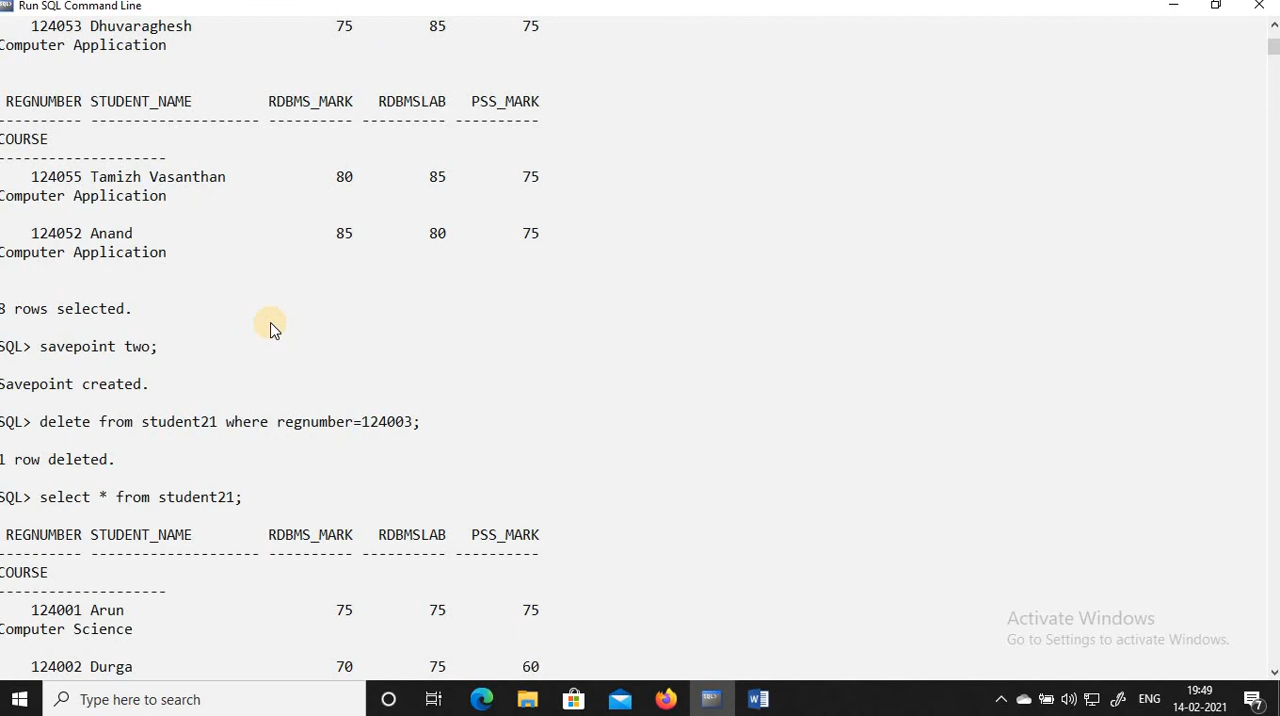 Run SQL Command Line
124053 Dhuvaraghesh 75 85 75
Computer Application
REGNUMBER STUDENT_NAME RDBMS_MARK RDBMSLAB PSS_MARK
---------- -------------------- ---------- ---------- ----------
COURSE
--------------------
124055 Tamizh Vasanthan 80 85 75
Computer Application
124052 Anand 85 80 75
Computer Application
8 rows selected.
SQL> savepoint two;
Savepoint created.
SQL> delete from student21 where regnumber=124003;
1 row deleted.
SQL> select * from student21;
REGNUMBER STUDENT_NAME RDBMS_MARK RDBMSLAB PSS_MARK
---------- -------------------- ---------- ---------- ----------
COURSE
--------------------
124001 Arun 75 75 75
Computer Science
124002 Durga 70 75 60
Activate Windows
Go to Settings to activate Windows.
Type here to search
ENG
19:49
14-02-2021
7